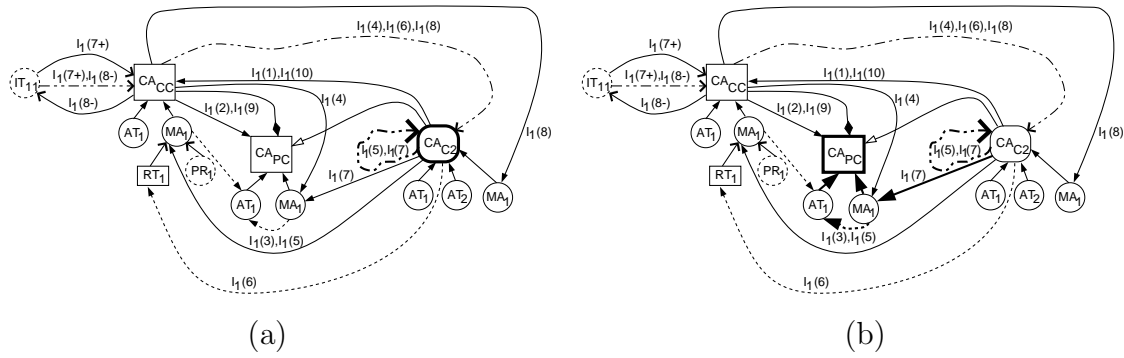 I1(4),I1(6),I1(8)
I1(7+)
IT11
I1(7+),I1(8-)
CACC
I1(1),I1(10)
I1(8-)
I1(2),I1(9)
I1(4)
I1(8)
AT1
MA1
CAPC
I1(5),I1(7)
CAC2
RT1
PR1
I1(7)
AT1
MA1
AT1
AT2
MA1
I1(3),I1(5)
I1(6)
(a)
I1(4),I1(6),I1(8)
I1(7+)
IT11
I1(7+),I1(8-)
CACC
I1(1),I1(10)
I1(8-)
I1(2),I1(9)
I1(4)
I1(8)
AT1
MA1
CAPC
I1(5),I1(7)
CAC2
RT1
PR1
I1(7)
AT1
MA1
AT1
AT2
MA1
I1(3),I1(5)
I1(6)
(b)